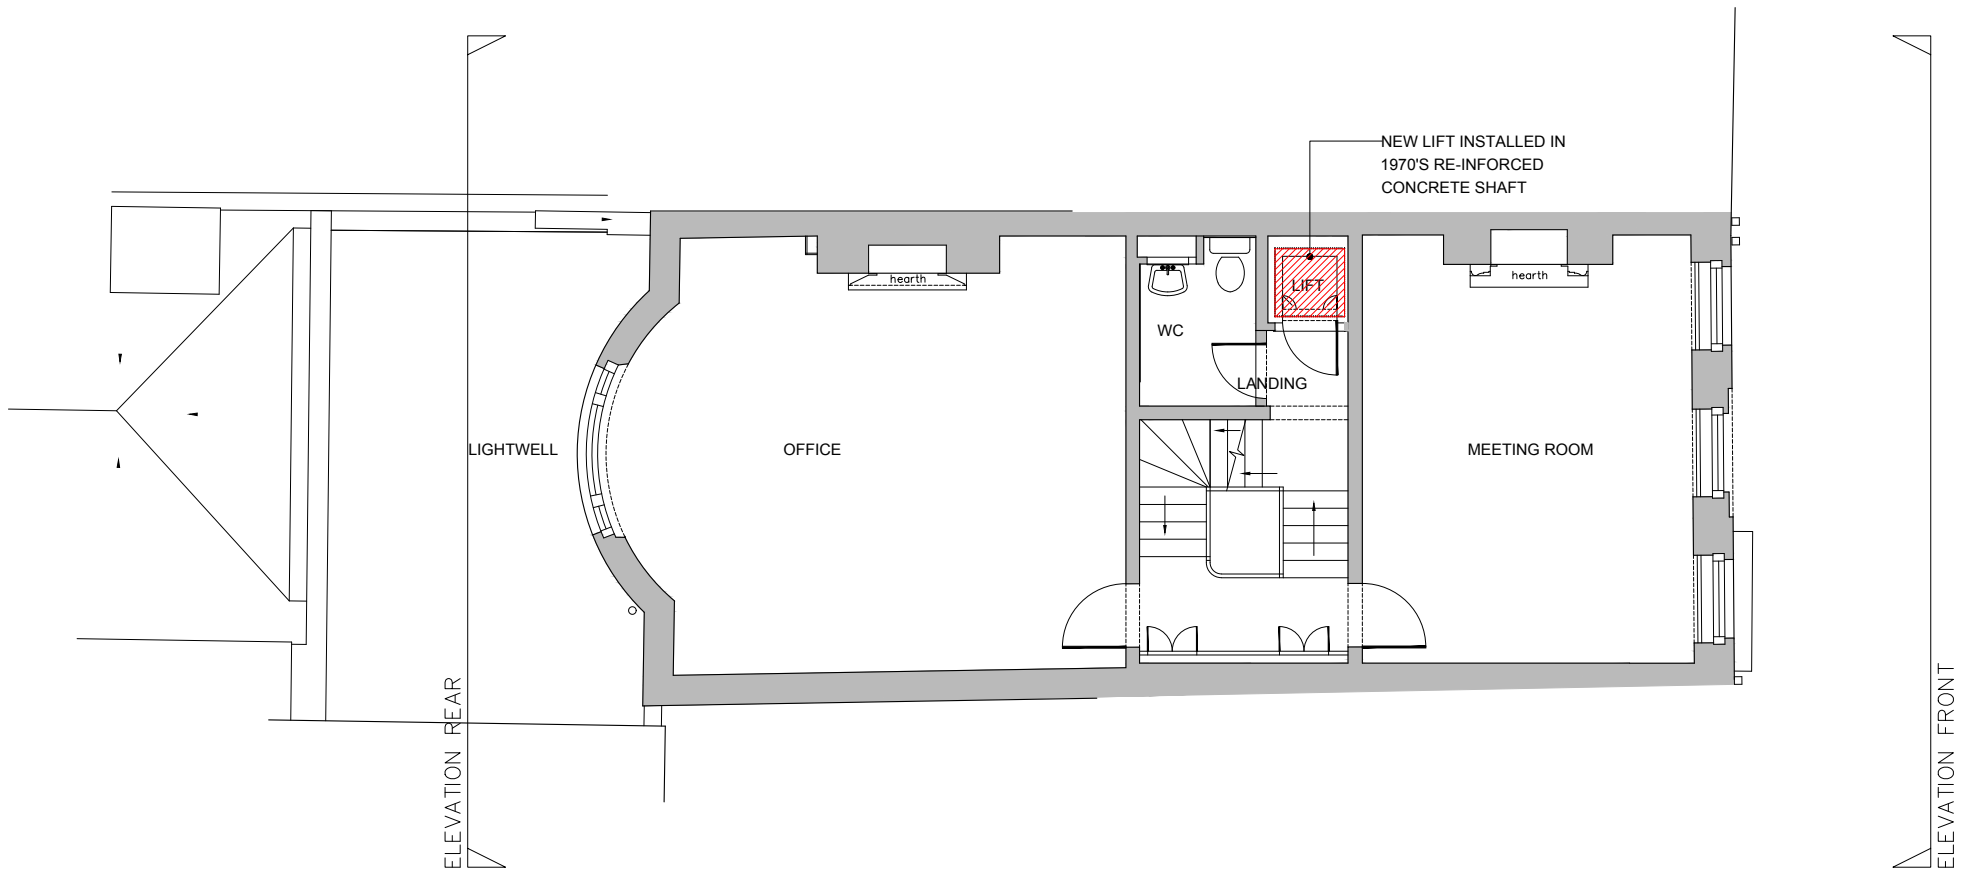 NEW LIFT INSTALLED IN
1970'S RE-INFORCED
CONCRETE SHAFT
hearth
hearth
LIFT
WC
LANDING
LIGHTWELL
OFFICE
MEETING ROOM
ELEVATION REAR
ELEVATION FRONT